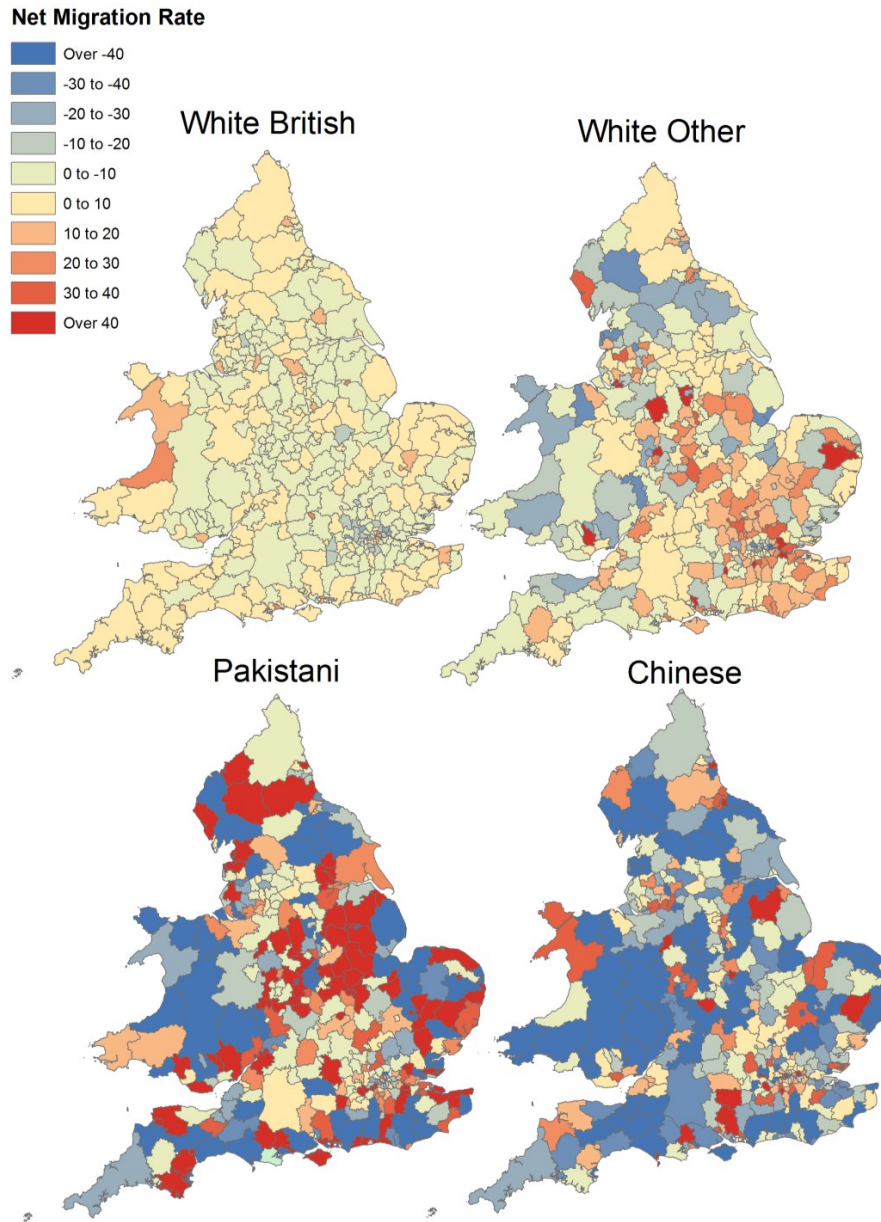 Net Migration Rate
Over -40
-30 to -40
-20 to -30
-10 to -20
0 to -10
0 to 10
10 to 20
20 to 30
30 to 40
Over 40
White British
White Other
Pakistani
Chinese